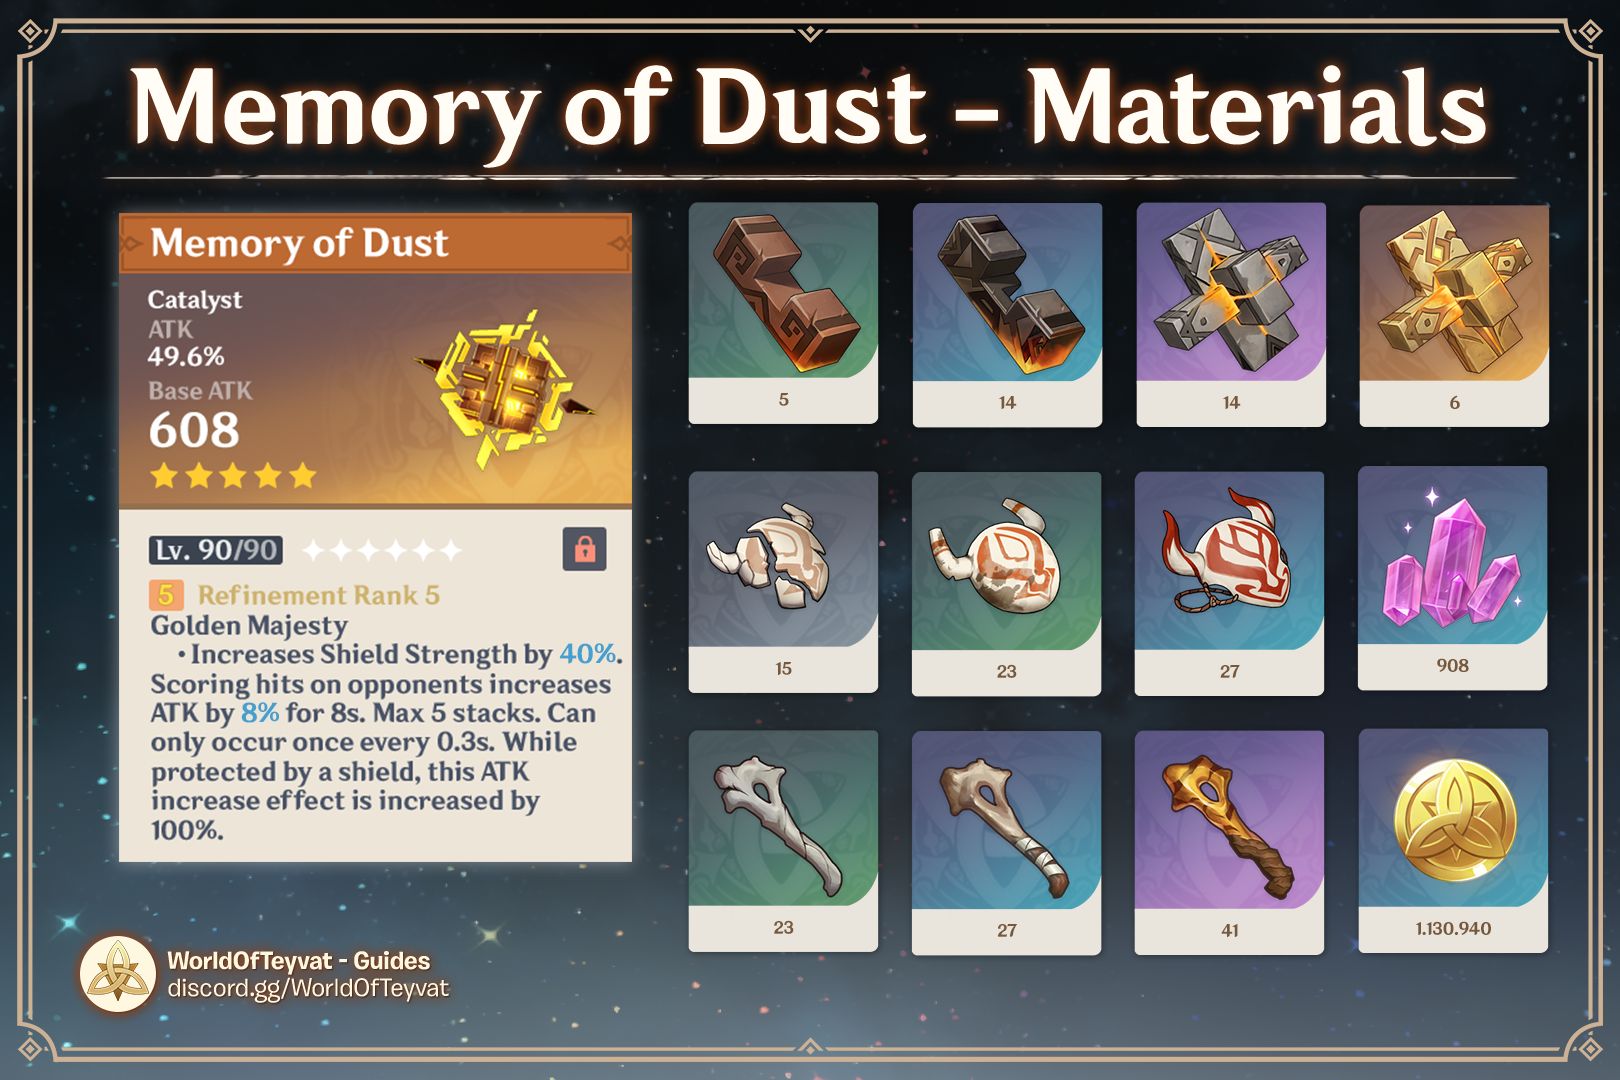 Memory of Dust - Materials
Memory of Dust
Catalyst
ATK
49.6%
Base ATK
608
Lv. 90/90
5 Refinement Rank 5
Golden Majesty
• Increases Shield Strength by 40%.
Scoring hits on opponents increases
ATK by 8% for 8s. Max 5 stacks. Can
only occur once every 0.3s. While
protected by a shield, this ATK
increase effect is increased by
100%.
5
14
14
6
15
23
27
908
23
27
41
1.130.940
WorldOfTeyvat - Guides
discord.gg/WorldOfTeyvat